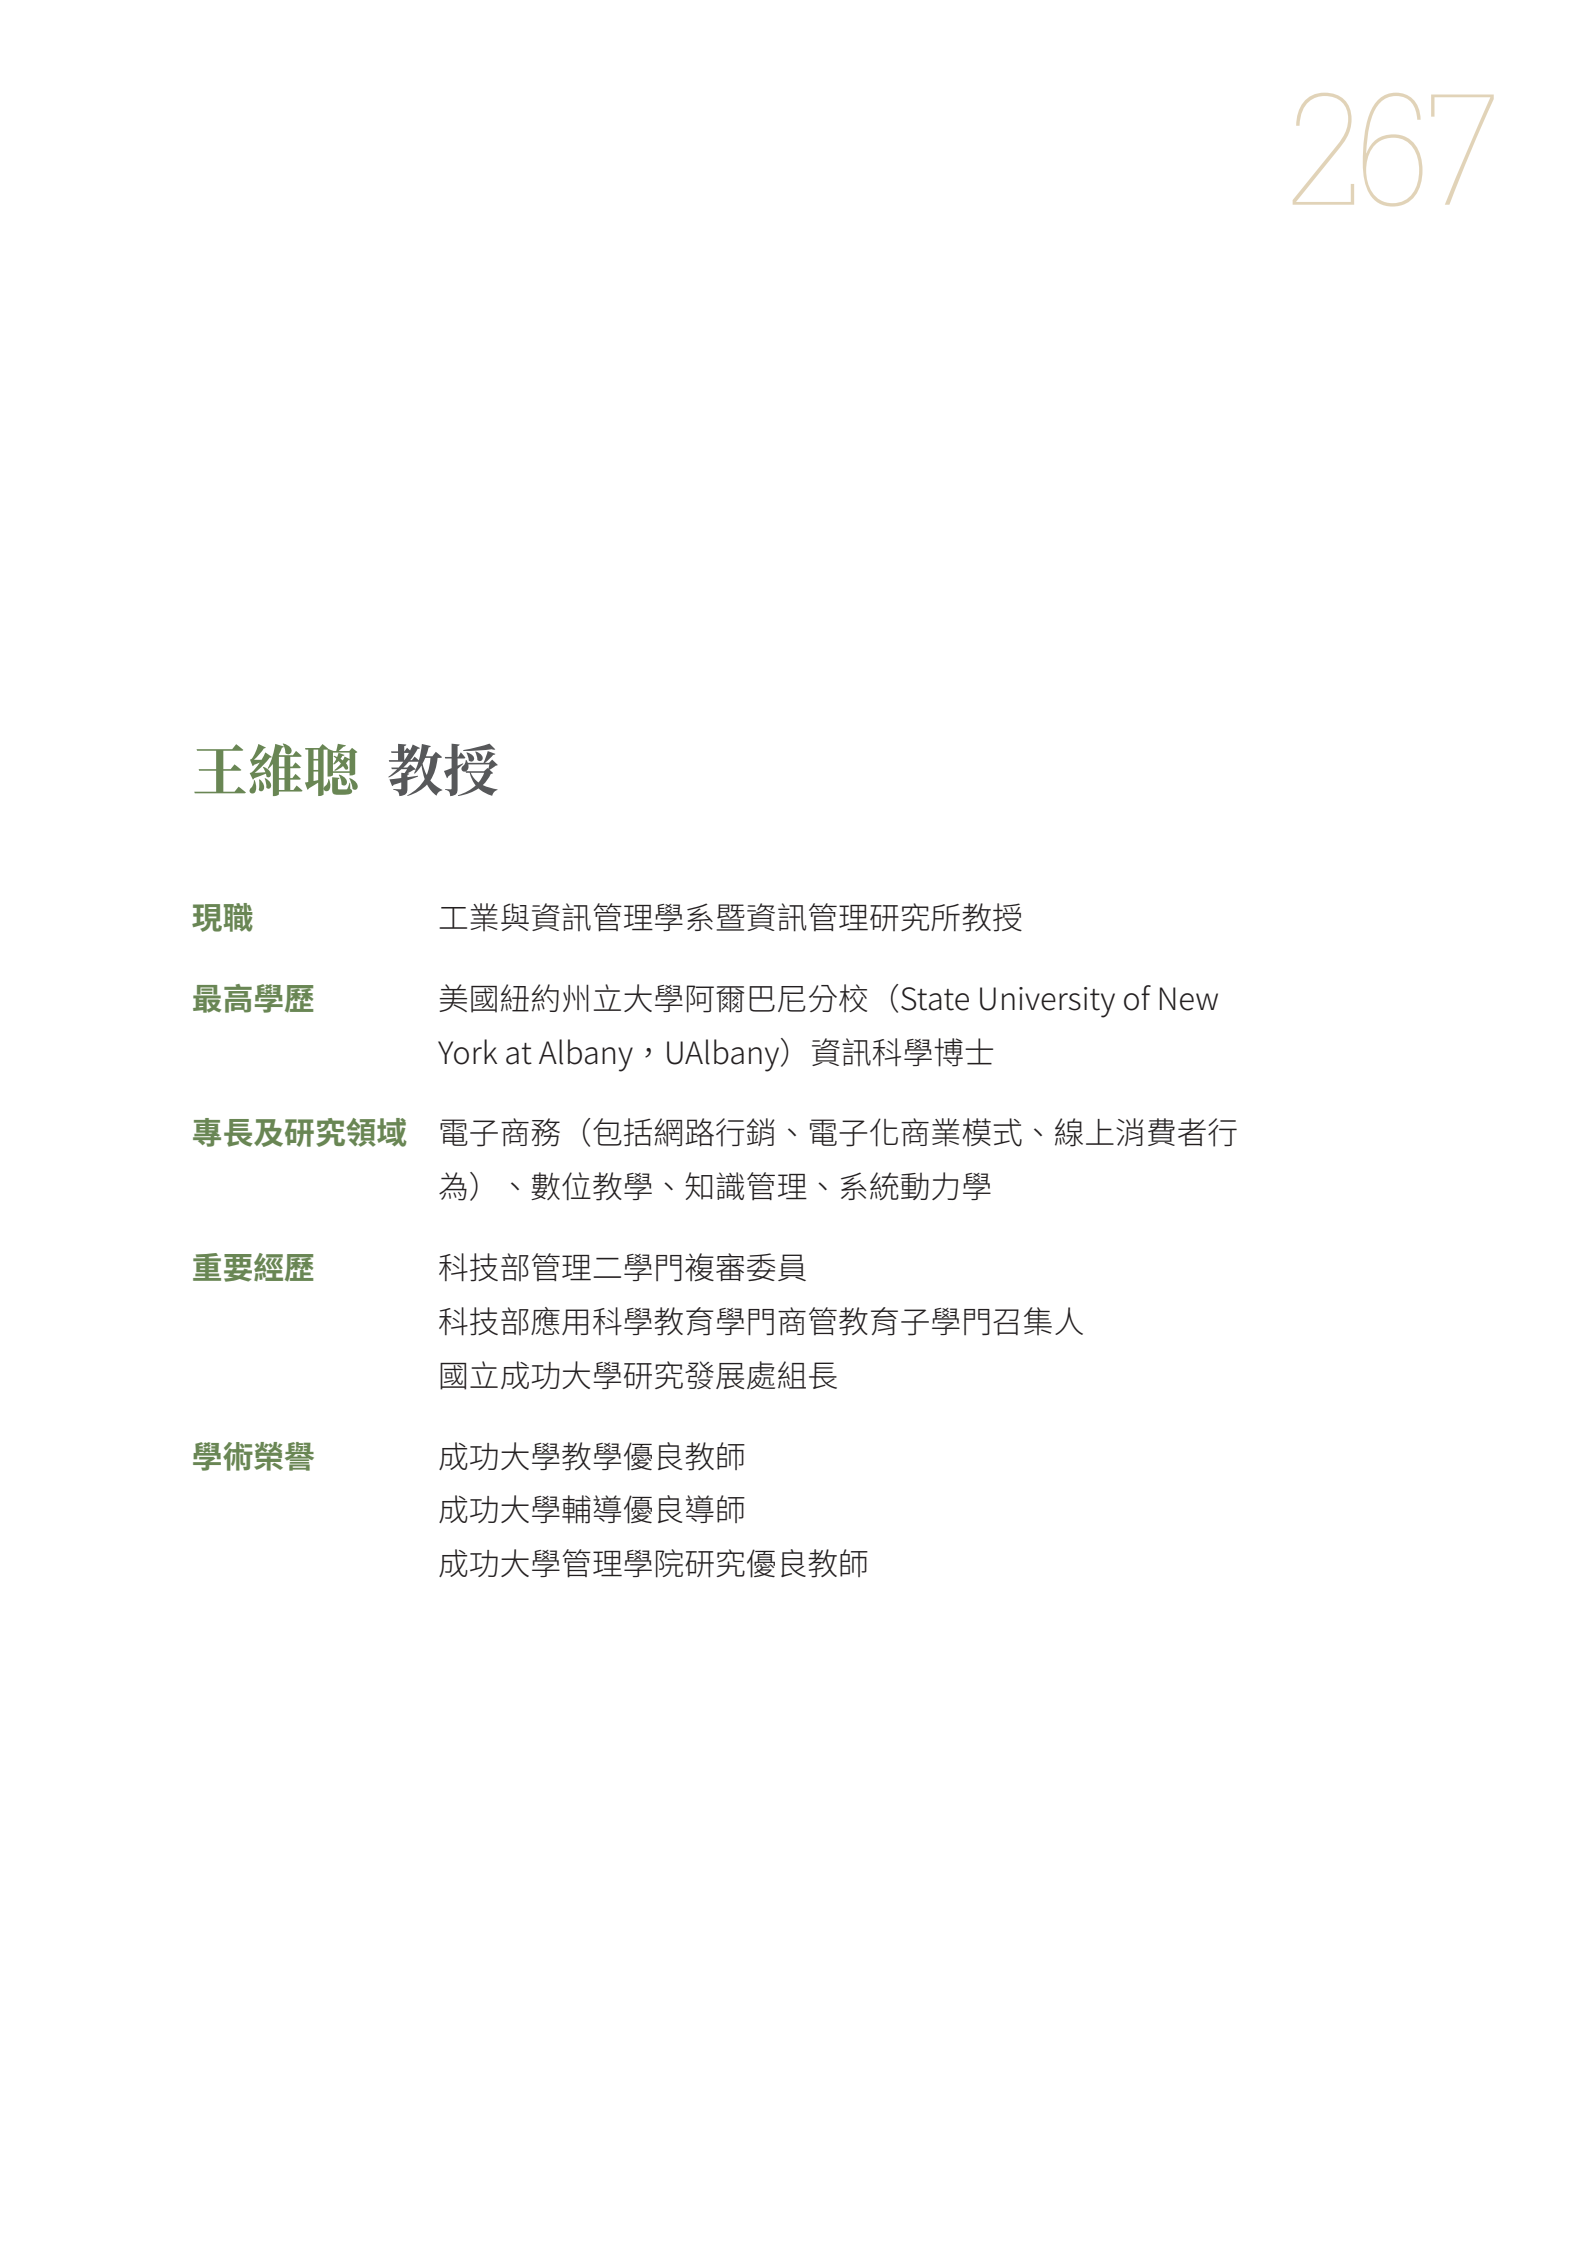 267
王維聰 教授
現職 工業與資訊管理學系暨資訊管理研究所教授
最高學歷 美國紐約州立大學阿爾巴尼分校（State University of New
York at Albany，UAlbany）資訊科學博士
專長及研究領域 電子商務（包括網路行銷、電子化商業模式、線上消費者行
為）、數位教學、知識管理、系統動力學
重要經歷 科技部管理二學門複審委員
科技部應用科學教育學門商管教育子學門召集人
國立成功大學研究發展處組長
學術榮譽 成功大學教學優良教師
成功大學輔導優良導師
成功大學管理學院研究優良教師